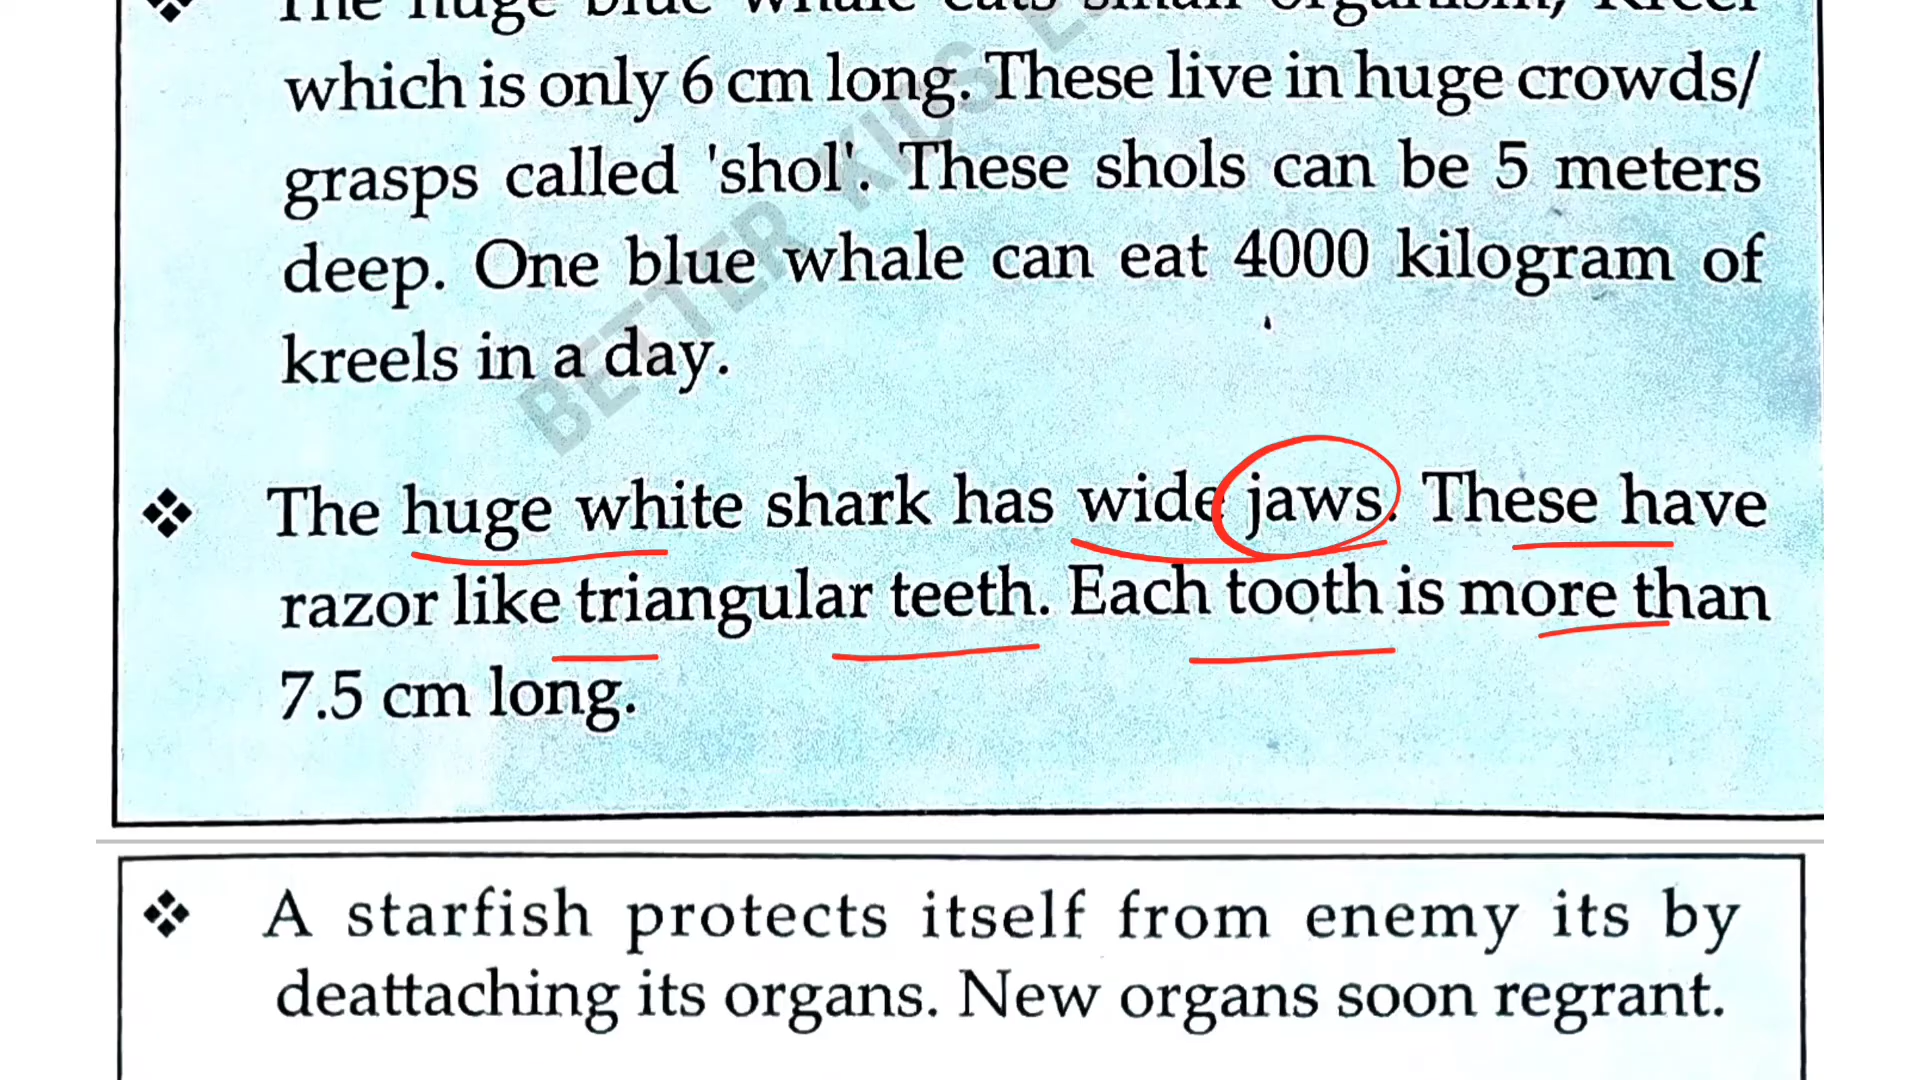 The huge blue whale eats small organism, Kreel
which is only 6 cm long. These live in huge crowds/
grasps called 'shol'. These shols can be 5 meters
deep. One blue whale can eat 4000 kilogram of
kreels in a day.
BETTER KIDS
The huge white shark has wide jaws. These have
razor like triangular teeth. Each tooth is more than
7.5 cm long.
A starfish protects itself from enemy its by
deattaching its organs. New organs soon regrant.